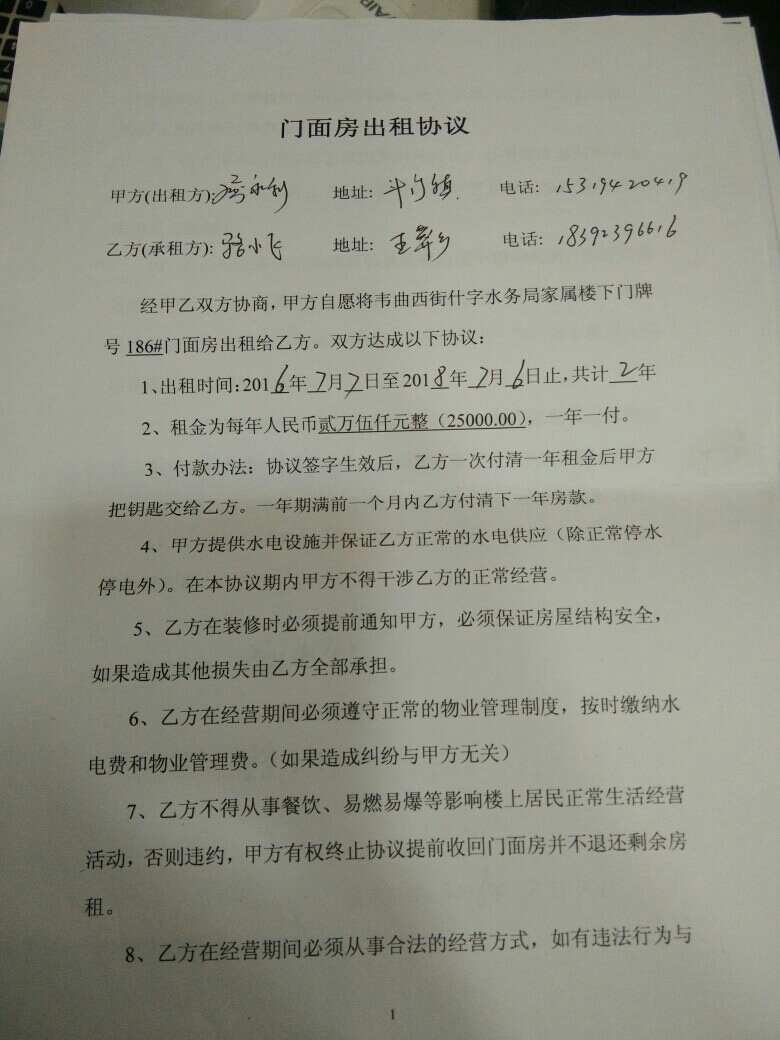 门面房出租协议
甲方(出租方): 永利 地址: 斗门镇. 电话: 15319420419
乙方(承租方): 骆小飞 地址: 王莽乡 电话: 18392396616
经甲乙双方协商，甲方自愿将韦曲西街什字水务局家属楼下门牌
号 186#门面房出租给乙方。双方达成以下协议：
1、出租时间：2016年7月7日至2018年7月6日止，共计2年
2、租金为每年人民币贰万伍仟元整（25000.00），一年一付。
3、付款办法：协议签字生效后，乙方一次付清一年租金后甲方
把钥匙交给乙方。一年期满前一个月内乙方付清下一年房款。
4、甲方提供水电设施并保证乙方正常的水电供应（除正常停水
停电外）。在本协议期内甲方不得干涉乙方的正常经营。
5、乙方在装修时必须提前通知甲方，必须保证房屋结构安全，
如果造成其他损失由乙方全部承担。
6、乙方在经营期间必须遵守正常的物业管理制度，按时缴纳水
电费和物业管理费。（如果造成纠纷与甲方无关）
7、乙方不得从事餐饮、易燃易爆等影响楼上居民正常生活经营
活动，否则违约，甲方有权终止协议提前收回门面房并不退还剩余房
租。
8、乙方在经营期间必须从事合法的经营方式，如有违法行为与
1